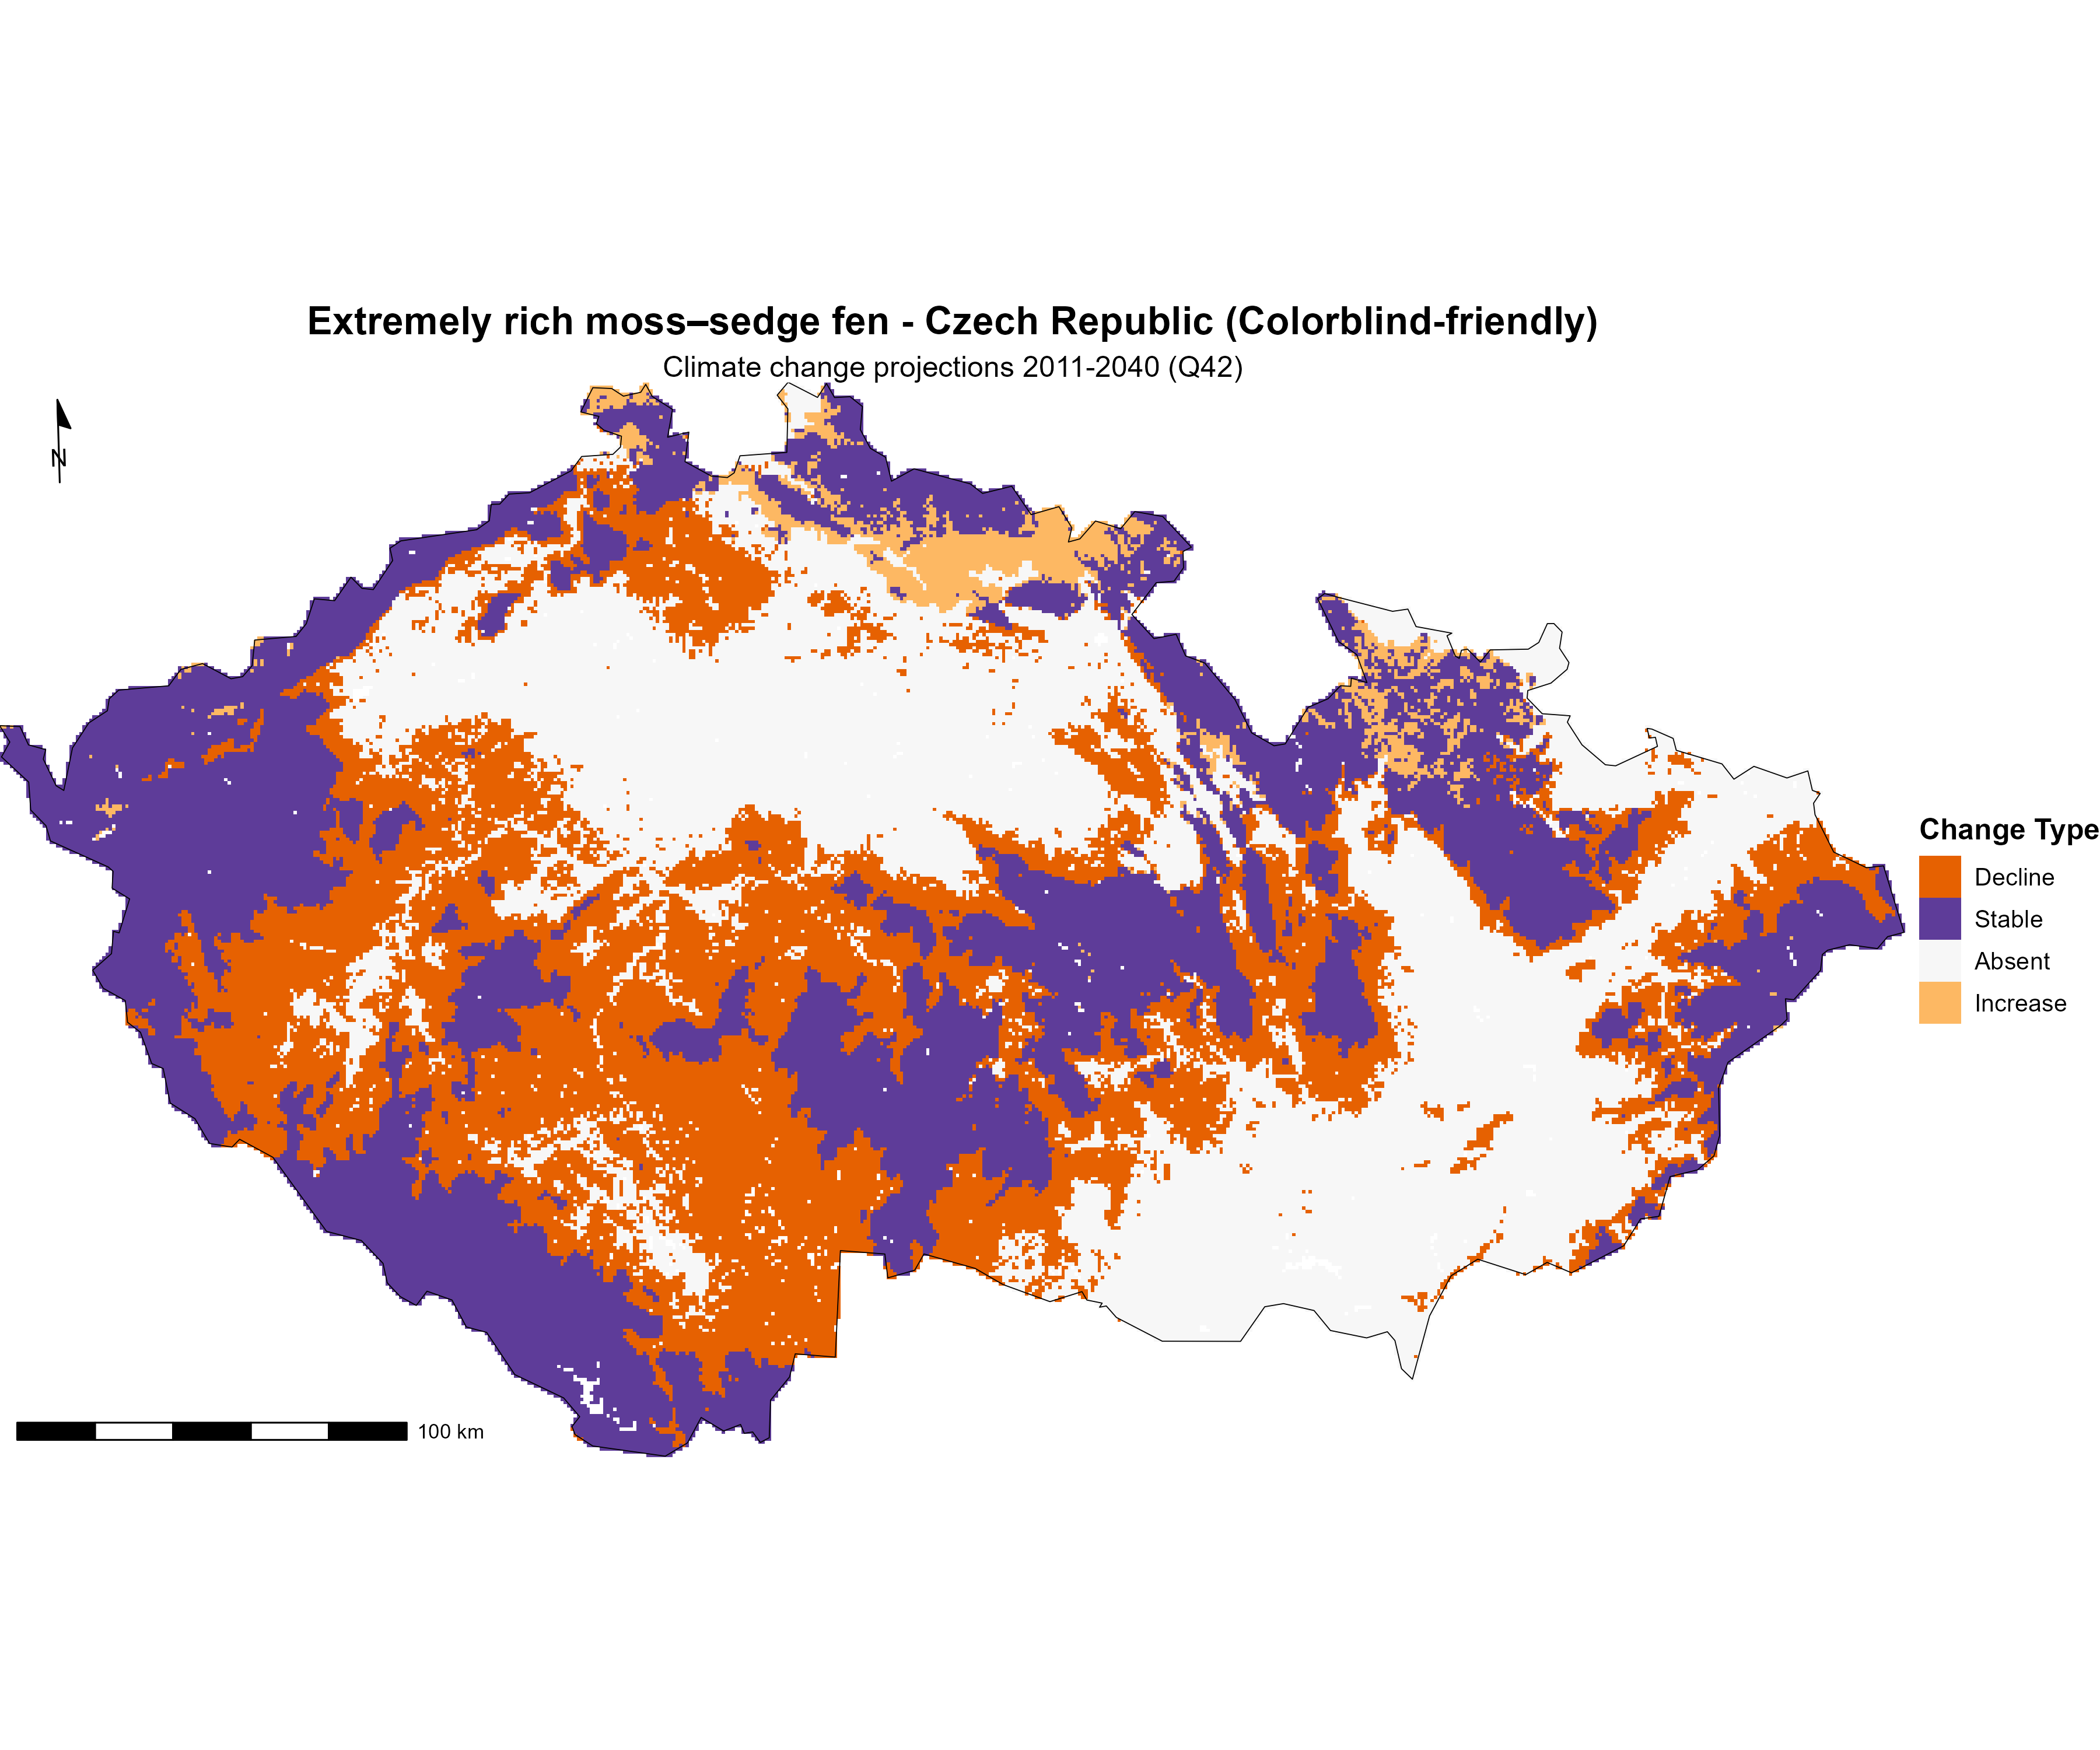 Extremely rich moss–sedge fen - Czech Republic (Colorblind-friendly)
Climate change projections 2011-2040 (Q42)
N
Change Type
Decline
Stable
Absent
Increase
100 km